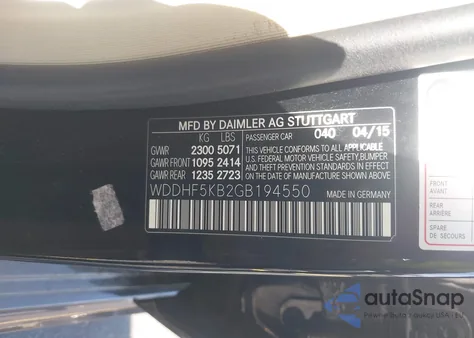 MFD BY DAIMLER AG STUTTGART
KG LBS PASSENGER CAR 040 04/15
GVWR 2300 5071
GAWR FRONT 1095 2414
GAWR REAR 1235 2723
THIS VEHICLE CONFORMS TO ALL APPLICABLE
U.S. FEDERAL MOTOR VEHICLE SAFETY, BUMPER,
AND THEFT PREVENTION STANDARDS IN EFFECT
ON THE DATE OF MANUFACTURE SHOWN ABOVE.
WDDHF5KB2GB194550
MADE IN GERMANY
FRONT
AVANT
REAR
ARRIÈRE
SPARE
DE SECOURS
autoSnap